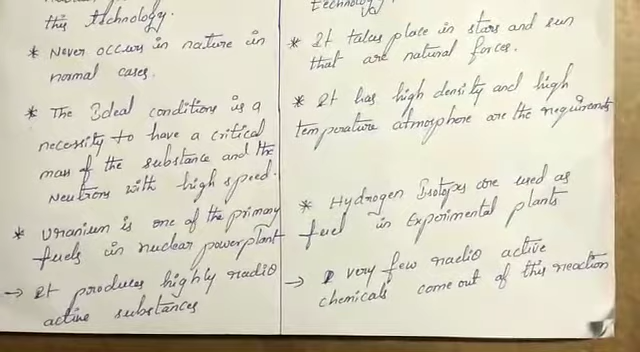 this technology.
* Never occurs in nature in
normal cases.
* The Ideal conditions is a
necessity to have a critical
mass of the substance and the
Neutrons with high speed.
* Uranium is one of the primary
fuels in nuclear powerplant
→ It produces highly radio
active substances
technology
* It takes place in stars and sun
that are natural forces.
* It has high density and high
temperature atmosphere are the requirments
* Hydrogen Isotopes are used as
fuel in Experimental plants
→ very few radio active
chemicals come out of this reaction